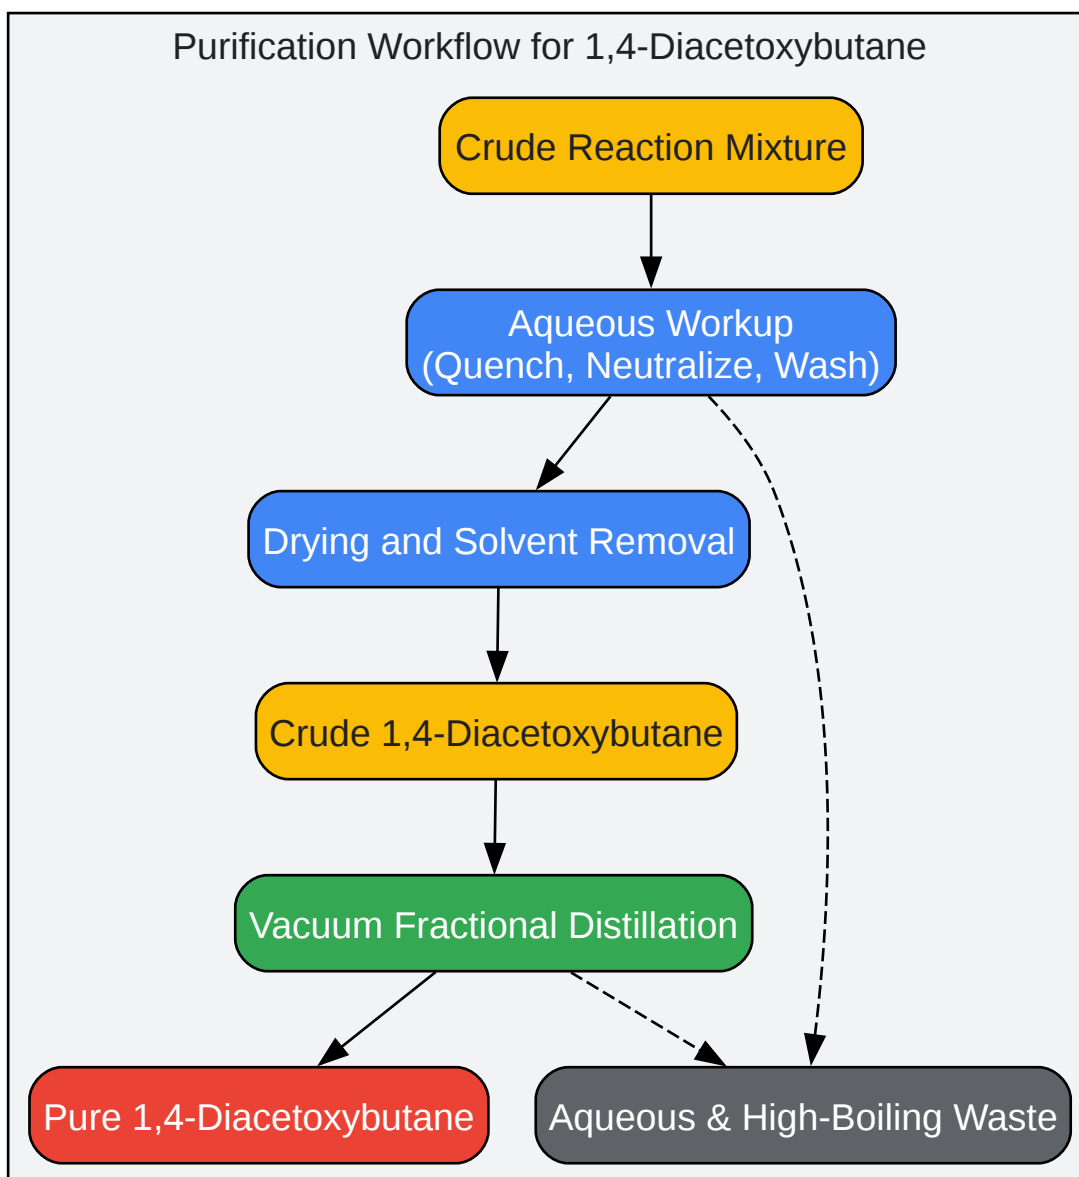 Purification Workflow for 1,4-Diacetoxybutane
Crude Reaction Mixture
Aqueous Workup
(Quench, Neutralize, Wash)
Drying and Solvent Removal
Crude 1,4-Diacetoxybutane
Vacuum Fractional Distillation
Pure 1,4-Diacetoxybutane
Aqueous & High-Boiling Waste